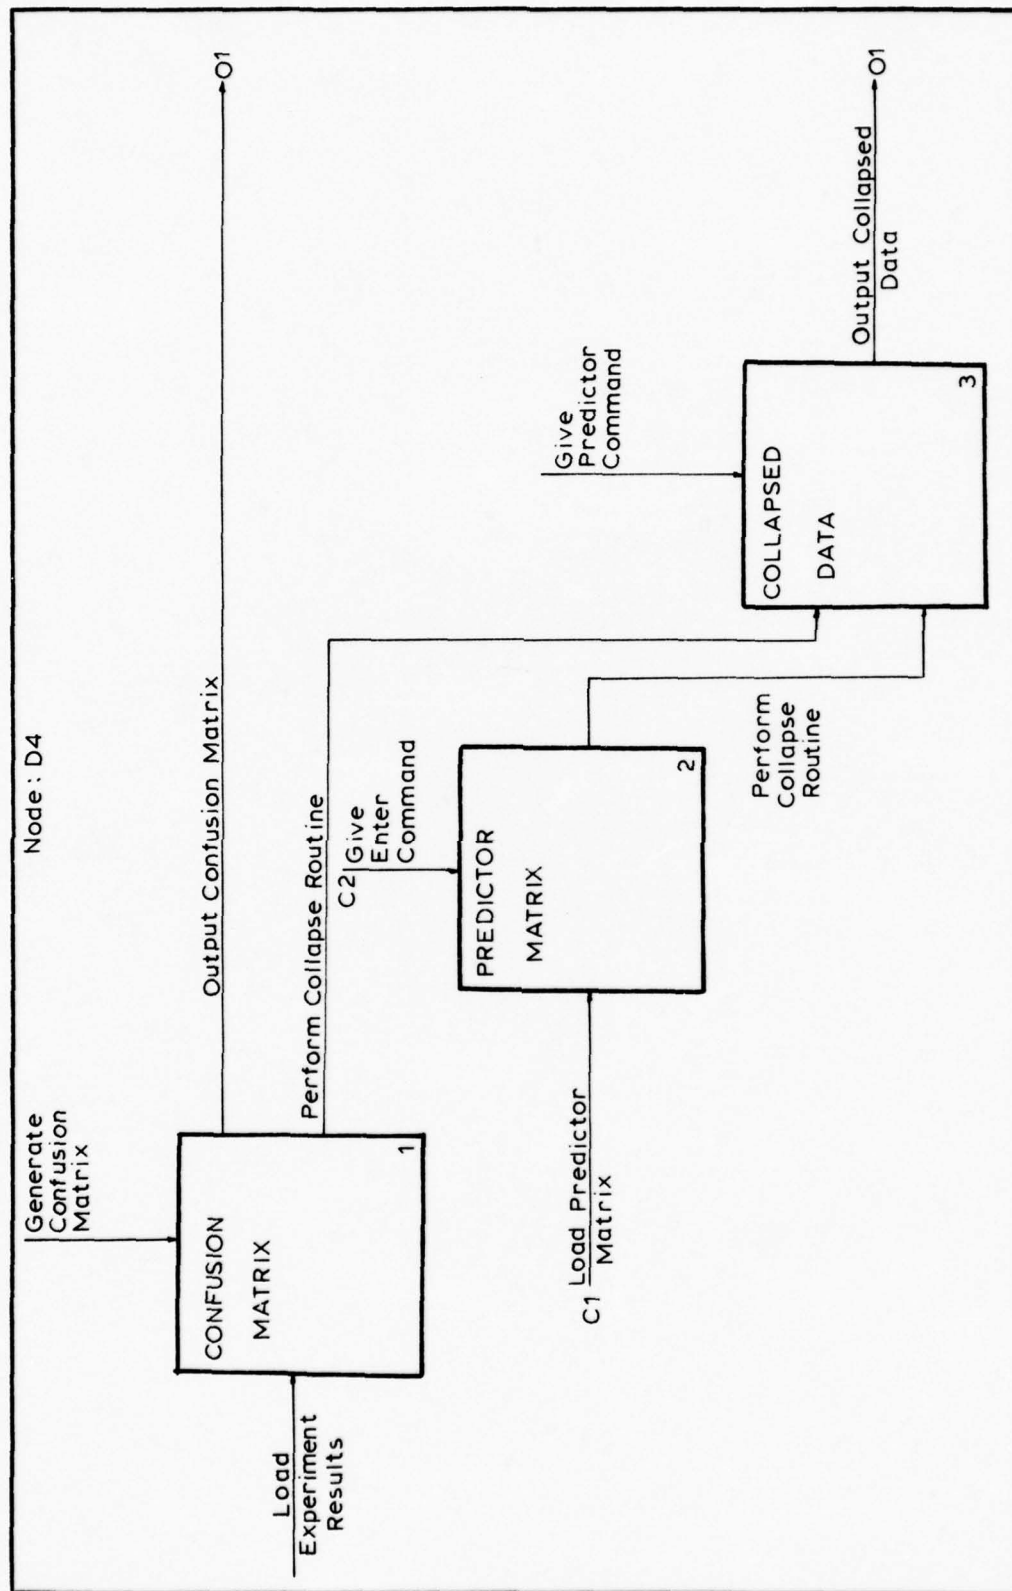 Node: D4
Generate
Confusion
Matrix
Load
Experiment
Results
CONFUSION
MATRIX
1
Output Confusion Matrix
O1
Perform Collapse Routine
C2
Give
Enter
Command
C1
Load Predictor
Matrix
PREDICTOR
MATRIX
2
Perform
Collapse
Routine
Give
Predictor
Command
COLLAPSED
DATA
3
Output Collapsed
Data
O1